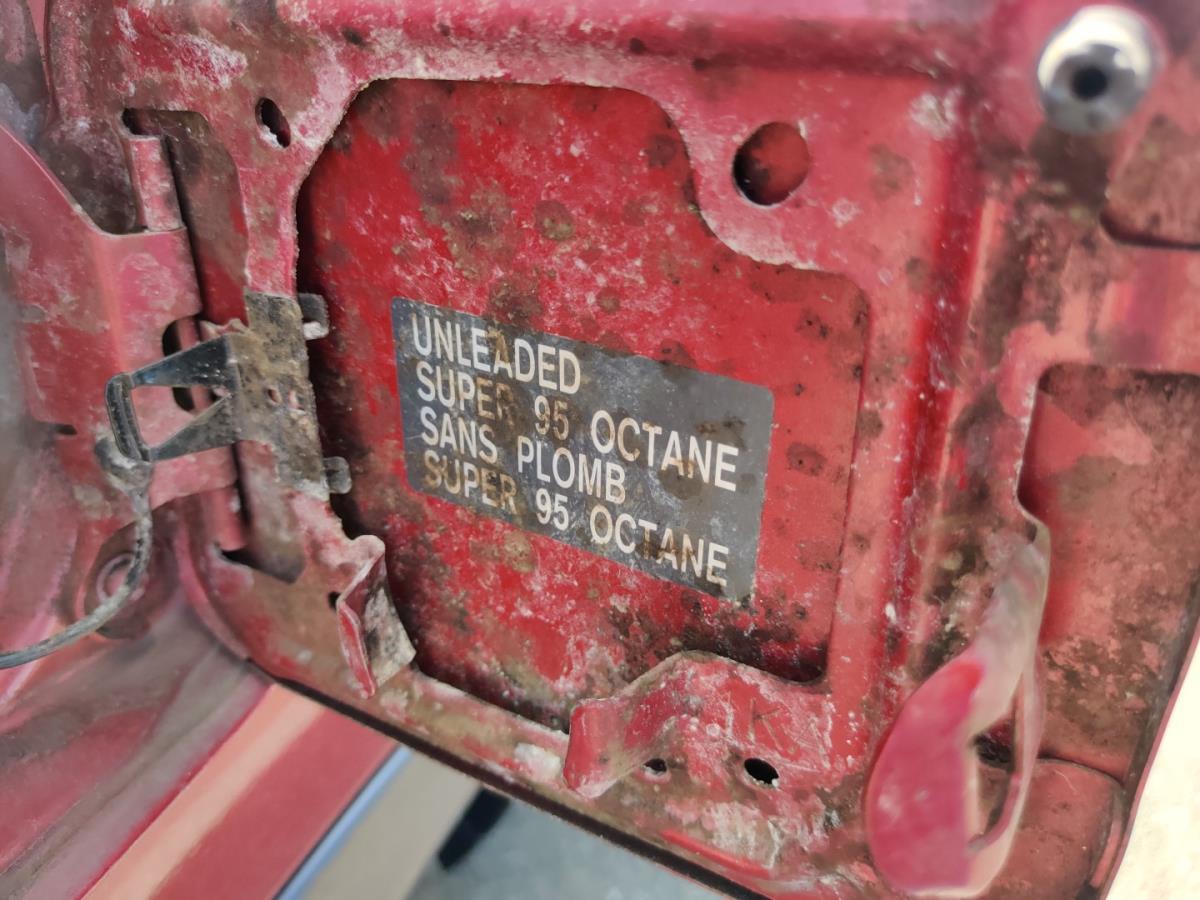 UNLEADED
SUPER 95 OCTANE
SANS PLOMB
SUPER 95 OCTANE